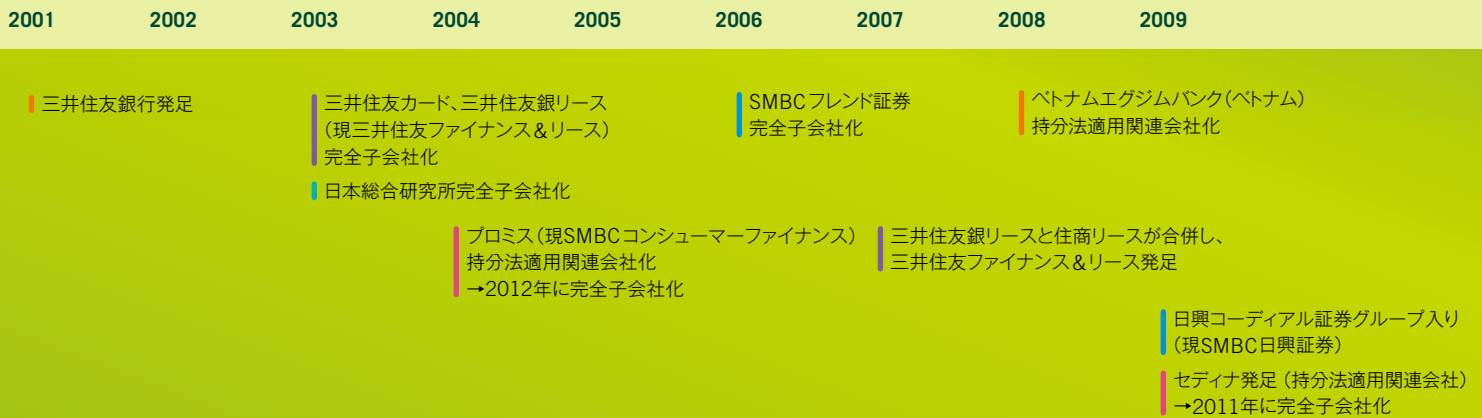 2001 2002 2003 2004 2005 2006 2007 2008 2009
三井住友銀行発足
三井住友カード、三井住友銀リース
（現三井住友ファイナンス＆リース）
完全子会社化
日本総合研究所完全子会社化
プロミス（現SMBCコンシューマーファイナンス）
持分法適用関連会社化
→2012年に完全子会社化
SMBCフレンド証券
完全子会社化
三井住友銀リースと住商リースが合併し、
三井住友ファイナンス＆リース発足
ベトナムエグジムバンク（ベトナム）
持分法適用関連会社化
日興コーディアル証券グループ入り
（現SMBC日興証券）
セディナ発足（持分法適用関連会社）
→2011年に完全子会社化